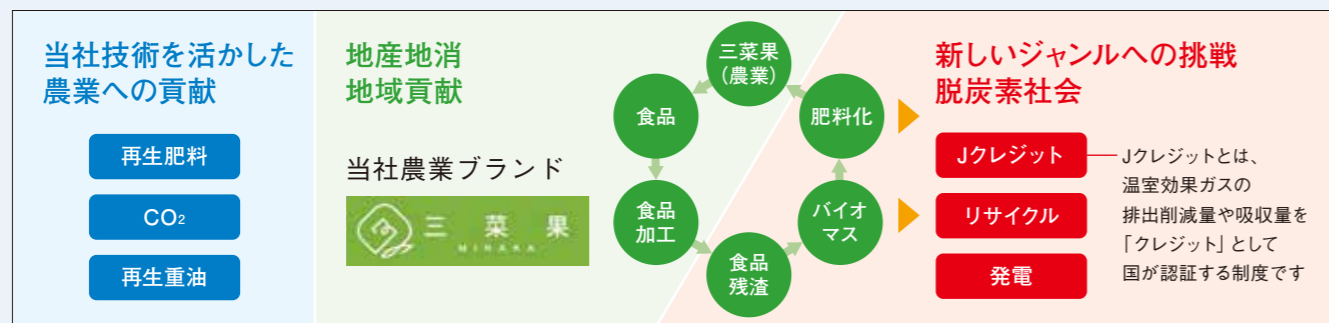 当社技術を活かした
農業への貢献
再生肥料
CO₂
再生重油
地産地消
地域貢献
当社農業ブランド
三菜果
MINAKA
三菜果
(農業)
食品
食品
加工
食品
残渣
バイオ
マス
肥料化
新しいジャンルへの挑戦
脱炭素社会
Jクレジット
リサイクル
発電
Jクレジットとは、
温室効果ガスの
排出削減量や吸収量を
「クレジット」として
国が認証する制度です